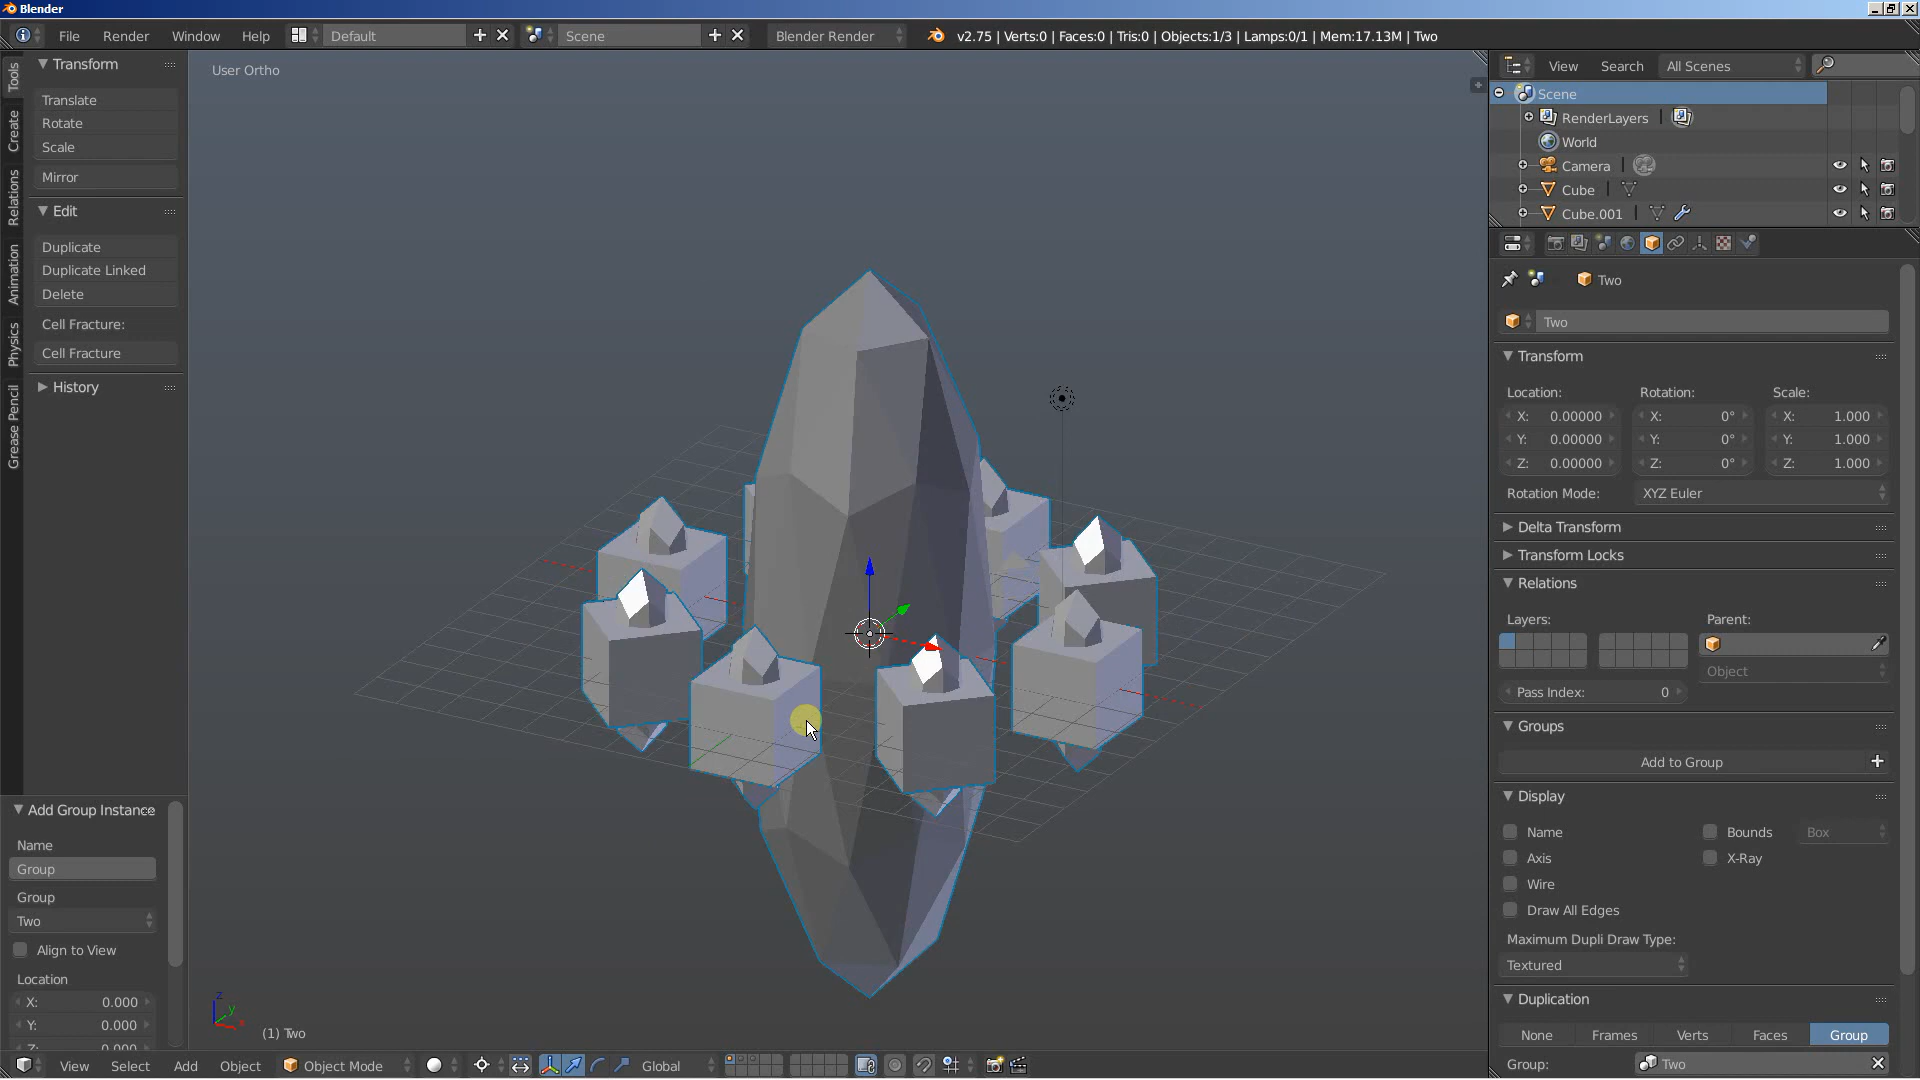 Blender
File Render Window Help Default Scene Blender Render v2.75 | Verts:0 | Faces:0 | Tris:0 | Objects:1/3 | Lamps:0/1 | Mem:17.13M | Two
Tools
Create
Relations
Animation
Physics
Grease Pencil
Transform
Translate
Rotate
Scale
Mirror
Edit
Duplicate
Duplicate Linked
Delete
Cell Fracture:
Cell Fracture
History
Add Group Instance
Name
Group
Group
Two
Align to View
Location
X: 0.000
Y: 0.000
User Ortho
z
y
x
(1) Two
View Select Add Object Object Mode Global
View Search All Scenes
Scene
RenderLayers |
World
Camera |
Cube |
Cube.001 |
Two
Two
Transform
Location: Rotation: Scale:
X: 0.00000 X: 0° X: 1.000
Y: 0.00000 Y: 0° Y: 1.000
Z: 0.00000 Z: 0° Z: 1.000
Rotation Mode: XYZ Euler
Delta Transform
Transform Locks
Relations
Layers: Parent:
Object
Pass Index: 0
Groups
Add to Group
Display
Name Bounds Box
Axis X-Ray
Wire
Draw All Edges
Maximum Dupli Draw Type:
Textured
Duplication
None Frames Verts Faces Group
Group: Two